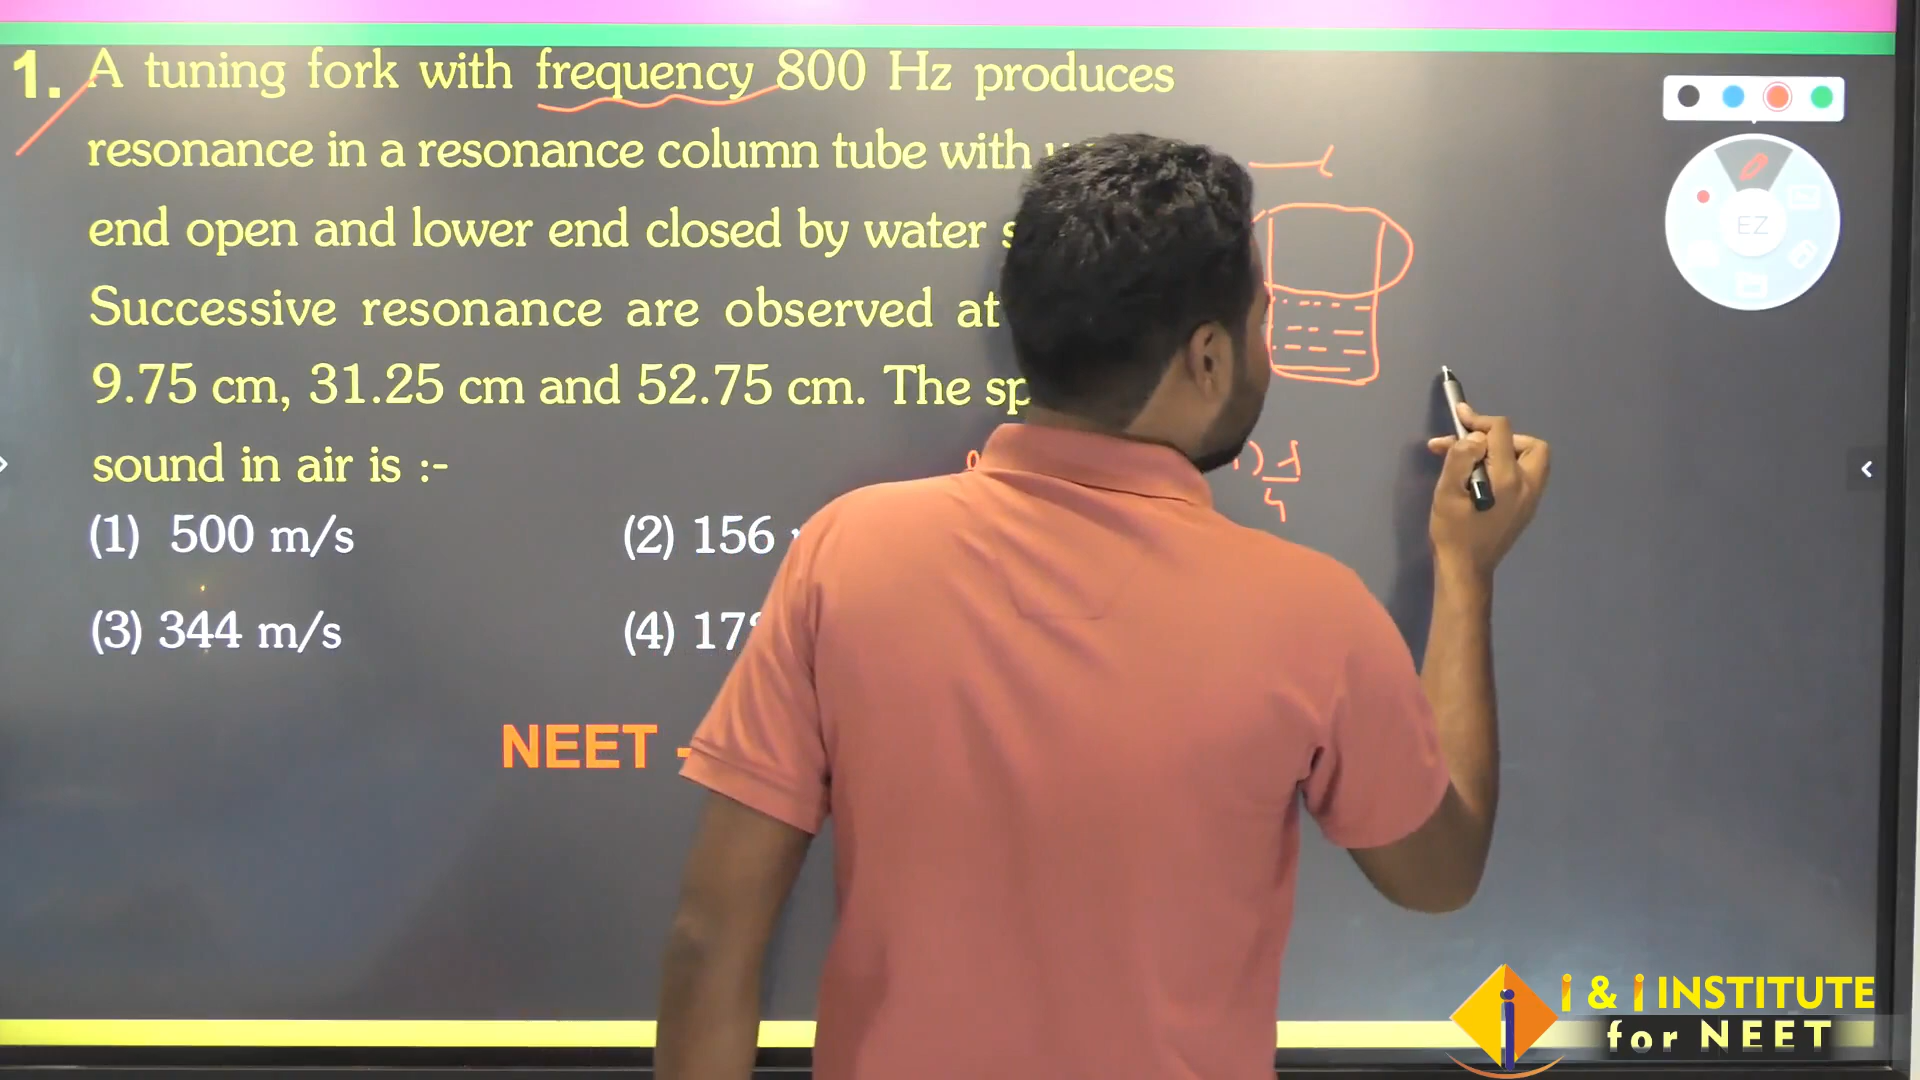 1. A tuning fork with frequency 800 Hz produces
resonance in a resonance column tube with
end open and lower end closed by water
Successive resonance are observed at
9.75 cm, 31.25 cm and 52.75 cm. The
sound in air is :-
(1) 500 m/s
(2) 156
(3) 344 m/s
(4)
NEET -
)λ/4
EZ
i & i INSTITUTE
for NEET